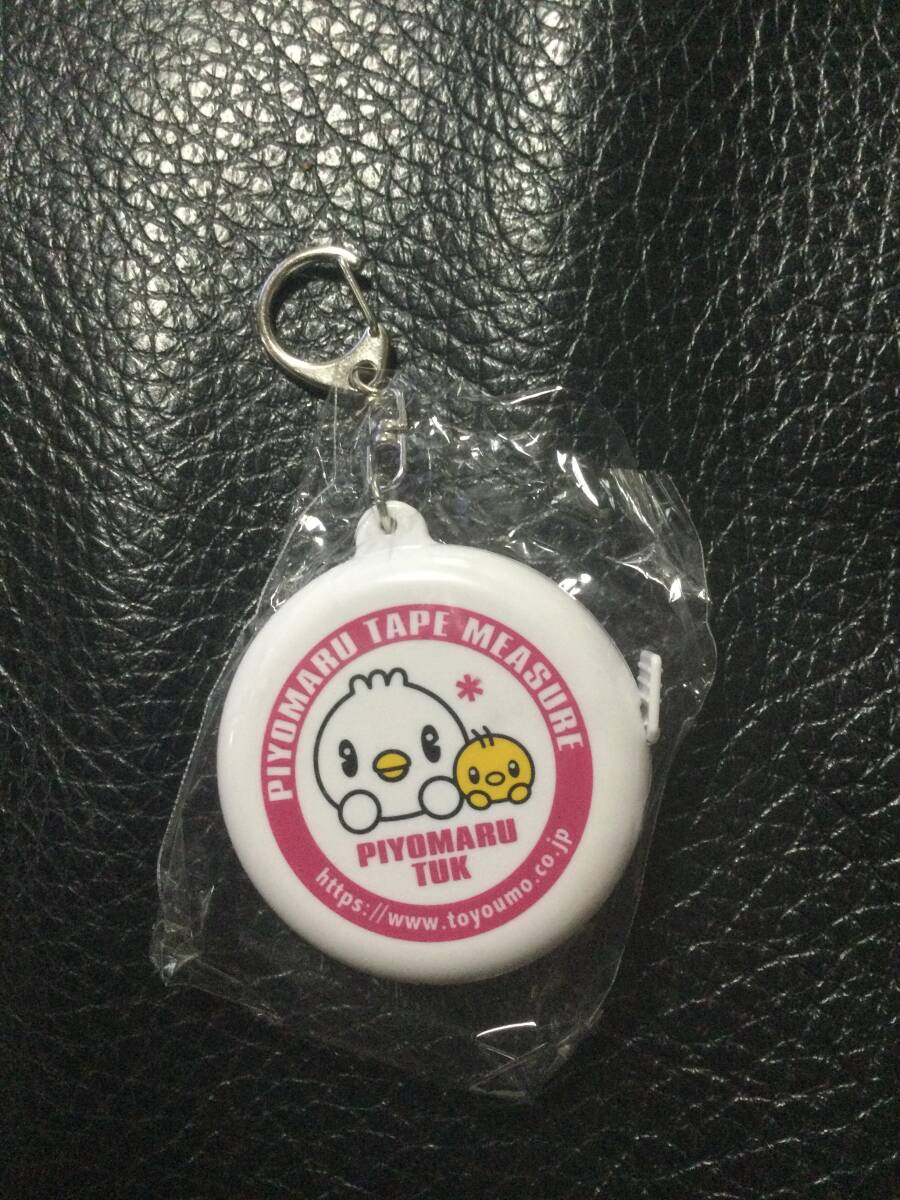 PIYOMARU TAPE MEASURE
PIYOMARU
TUK
https://www.toyoumo.co.jp